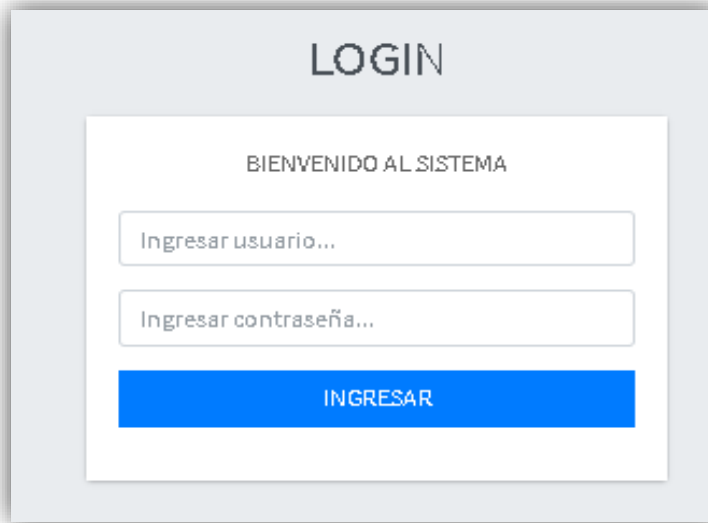 LOGIN
BIENVENIDO AL SISTEMA
Ingresar usuario...
Ingresar contraseña...
INGRESAR